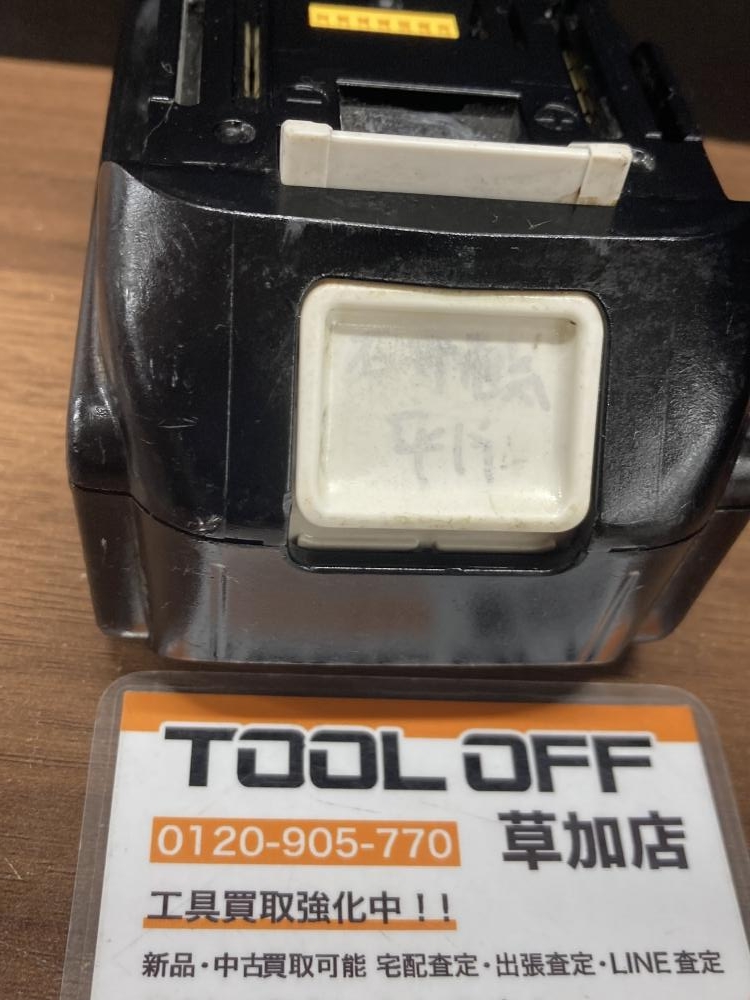 TOOL OFF
0120-905-770 草加店
工具買取強化中!!
新品・中古買取可能 宅配査定・出張査定・LINE査定